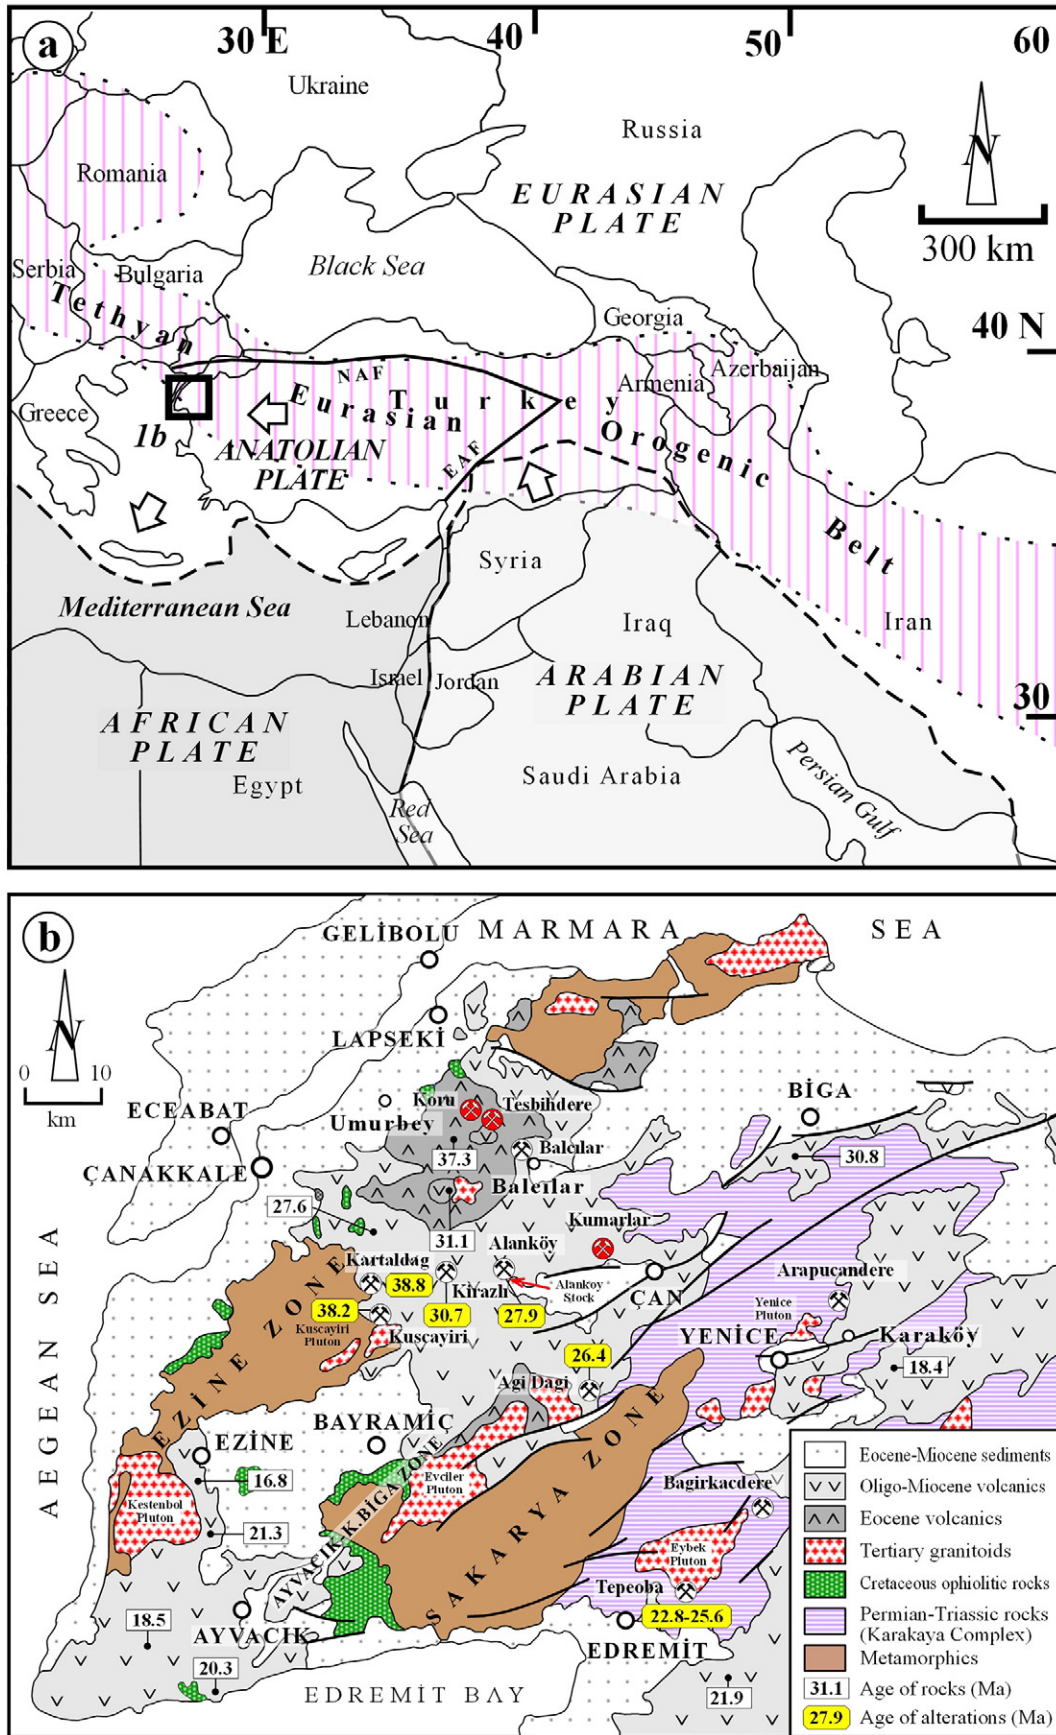 a
30 E
40
50
60
Ukraine
Russia
N
Romania
EURASIAN
PLATE
300 km
Serbia
Bulgaria
Black Sea
Tethyan
Georgia
40 N
NAF
Armenia
Azerbaijan
Greece
Turkey
Eurasian
1b
Orogenic
ANATOLIAN
PLATE
EAF
Belt
Syria
Mediterranean Sea
Lebanon
Iraq
Iran
Israel
Jordan
ARABIAN
PLATE
30
AFRICAN
PLATE
Egypt
Saudi Arabia
Persian Gulf
Red
Sea
b
GELİBOLU
MARMARA SEA
N
LAPSEKİ
0 10
km
BİGA
ECEABAT
Koru
Tesbihdere
Umurbey
Balcılar
ÇANAKKALE
37.3
30.8
Balcılar
27.6
Kumarlar
31.1
Alanköy
Kartaldag
Arapucandere
38.8
Kirazlı
Alankoy
Stock
ÇAN
38.2
30.7
27.9
Yenice
Pluton
Kuscayiri
Pluton
Kuscayiri
YENİCE
Karaköy
26.4
18.4
AEGEAN SEA
EZİNE ZONE
Agi Dagi
BAYRAMİÇ
EZİNE
AYVACIK-K.BİGA ZONE
SAKARYA ZONE
16.8
Evciler
Pluton
Bagirkacdere
Kestenbol
Pluton
21.3
Eybek
Pluton
Tepeoba
18.5
AYVACIK
22.8-25.6
EDREMİT
20.3
EDREMIT BAY
21.9
Eocene-Miocene sediments
Oligo-Miocene volcanics
Eocene volcanics
Tertiary granitoids
Cretaceous ophiolitic rocks
Permian-Triassic rocks
(Karakaya Complex)
Metamorphics
31.1 Age of rocks (Ma)
27.9 Age of alterations (Ma)